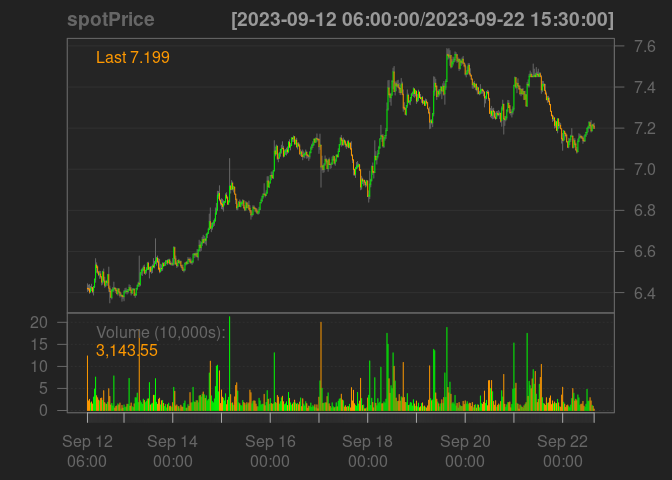 spotPrice [2023-09-12 06:00:00/2023-09-22 15:30:00]
Last 7.199
7.6
7.4
7.2
7.0
6.8
6.6
6.4
Volume (10,000s):
3,143.55
20
15
10
5
0
Sep 12 Sep 14 Sep 16 Sep 18 Sep 20 Sep 22
06:00 00:00 00:00 00:00 00:00 00:00